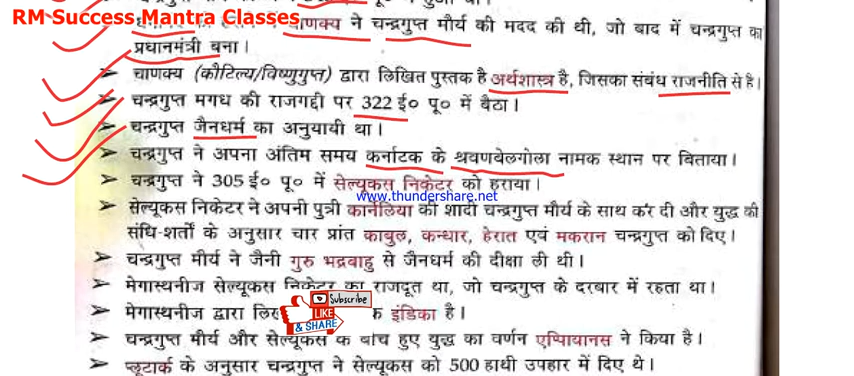 RM Success Mantra Classes
चाणक्य ने चन्द्रगुप्त मौर्य की मदद की थी, जो बाद में चन्द्रगुप्त का
प्रधानमंत्री बना।
➤ चाणक्य (कौटिल्य/विष्णुगुप्त) द्वारा लिखित पुस्तक है अर्थशास्त्र है, जिसका संबंध राजनीति से है।
➤ चन्द्रगुप्त मगध की राजगद्दी पर 322 ई० पू० में बैठा।
➤ चन्द्रगुप्त जैनधर्म का अनुयायी था।
➤ चन्द्रगुप्त ने अपना अंतिम समय कर्नाटक के श्रवणबेलगोला नामक स्थान पर बिताया।
➤ चन्द्रगुप्त ने 305 ई० पू० में सेल्यूकस निकेटर को हराया।
www.thundershare.net
➤ सेल्यूकस निकेटर ने अपनी पुत्री कार्नेलिया की शादी चन्द्रगुप्त मौर्य के साथ कर दी और युद्ध की
संधि-शर्तों के अनुसार चार प्रांत काबुल, कन्धार, हेरात एवं मकरान चन्द्रगुप्त को दिए।
➤ चन्द्रगुप्त मौर्य ने जैनी गुरु भद्रबाहु से जैनधर्म की दीक्षा ली थी।
➤ मेगास्थनीज सेल्यूकस निकेटर का राजदूत था, जो चन्द्रगुप्त के दरबार में रहता था।
Subscribe
➤ मेगास्थनीज द्वारा इंडिका है।
LIKE
& SHARE
➤ चन्द्रगुप्त मौर्य और सेल्यूकस के बीच हुए युद्ध का वर्णन एप्पियानस ने किया है।
➤ प्लूटार्क के अनुसार चन्द्रगुप्त ने सेल्यूकस को 500 हाथी उपहार में दिए थे।